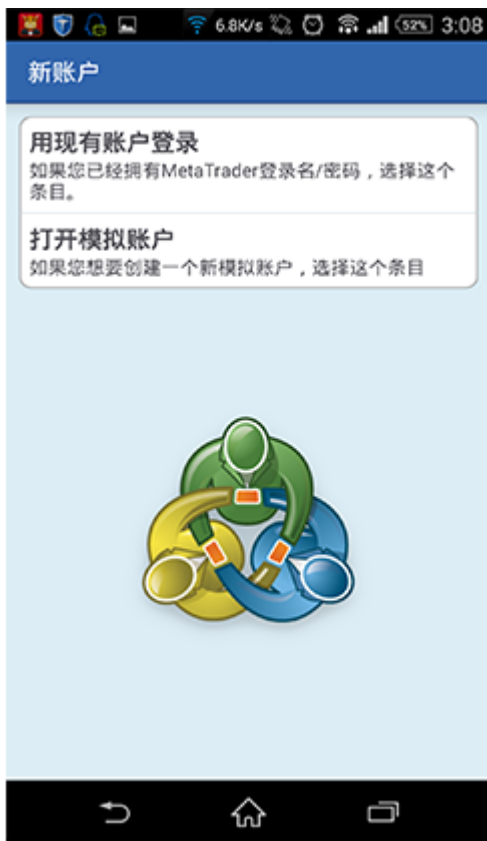 6.8K/s 52% 3:08
新账户
用现有账户登录
如果您已经拥有MetaTrader登录名/密码，选择这个
条目。
打开模拟账户
如果您想要创建一个新模拟账户，选择这个条目